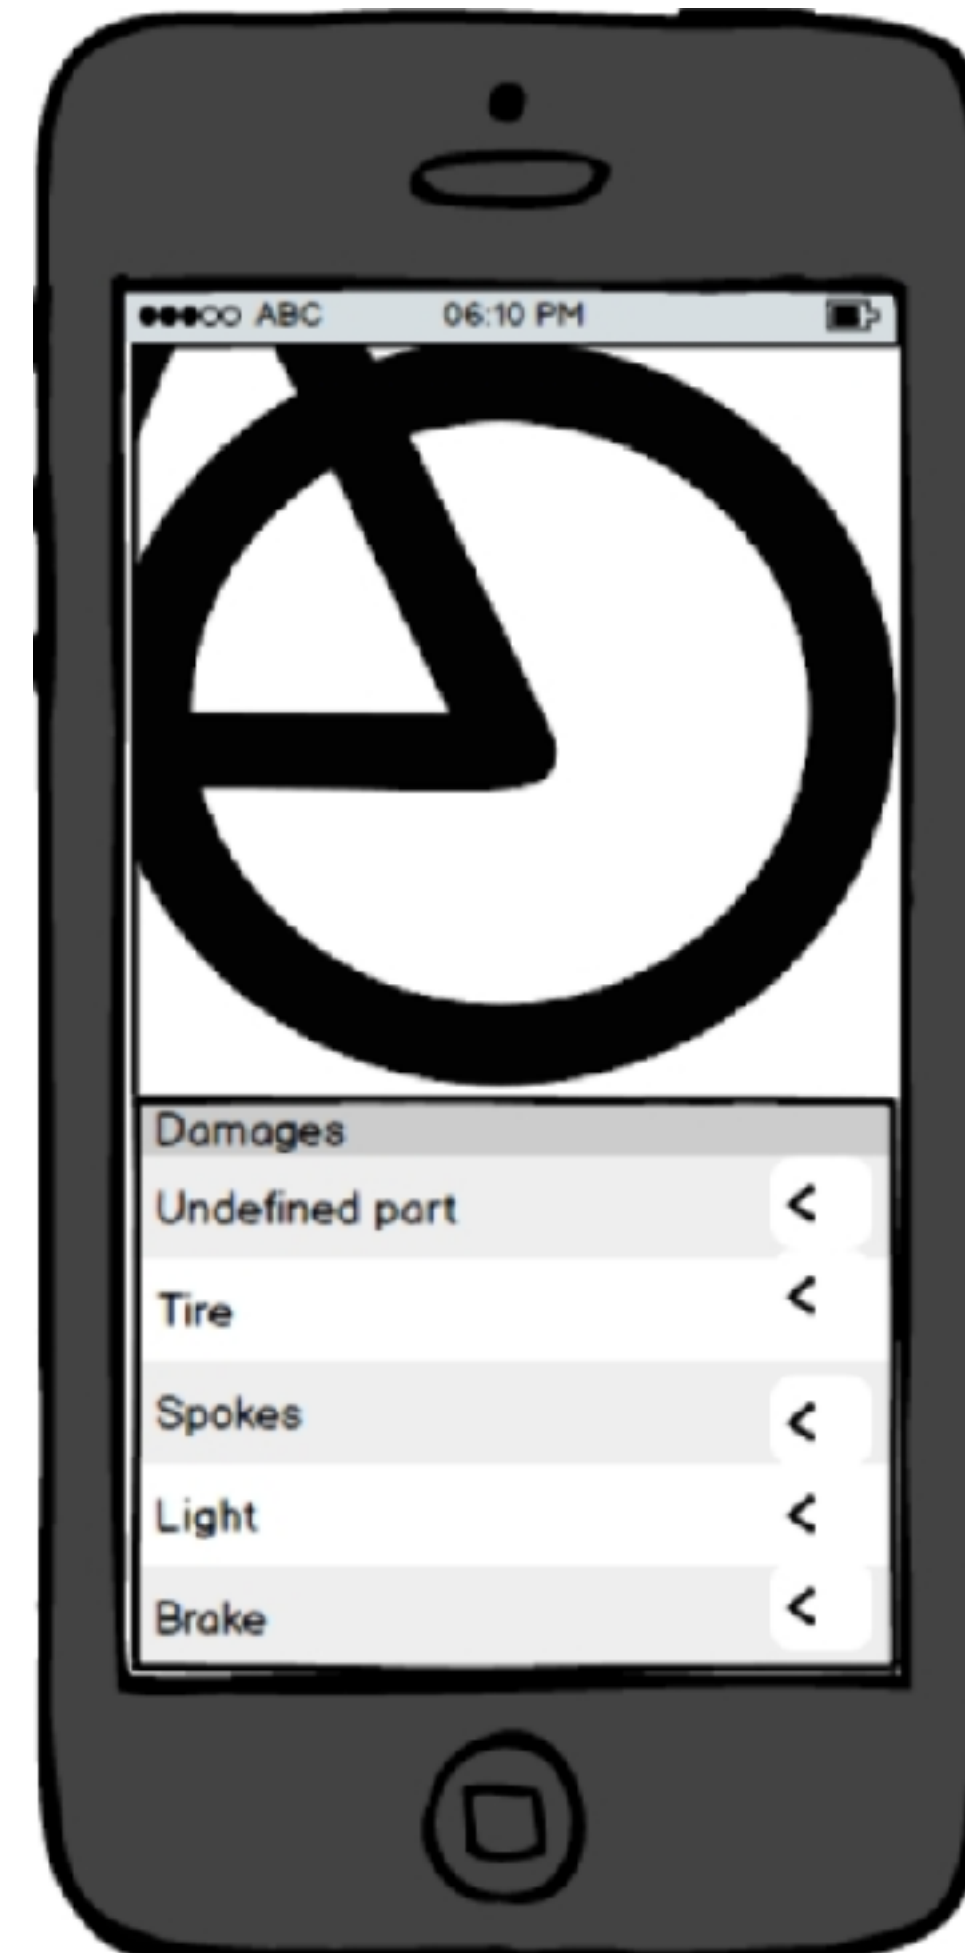 ABC 06:10 PM
Damages
Undefined part <
Tire <
Spokes <
Light <
Brake <